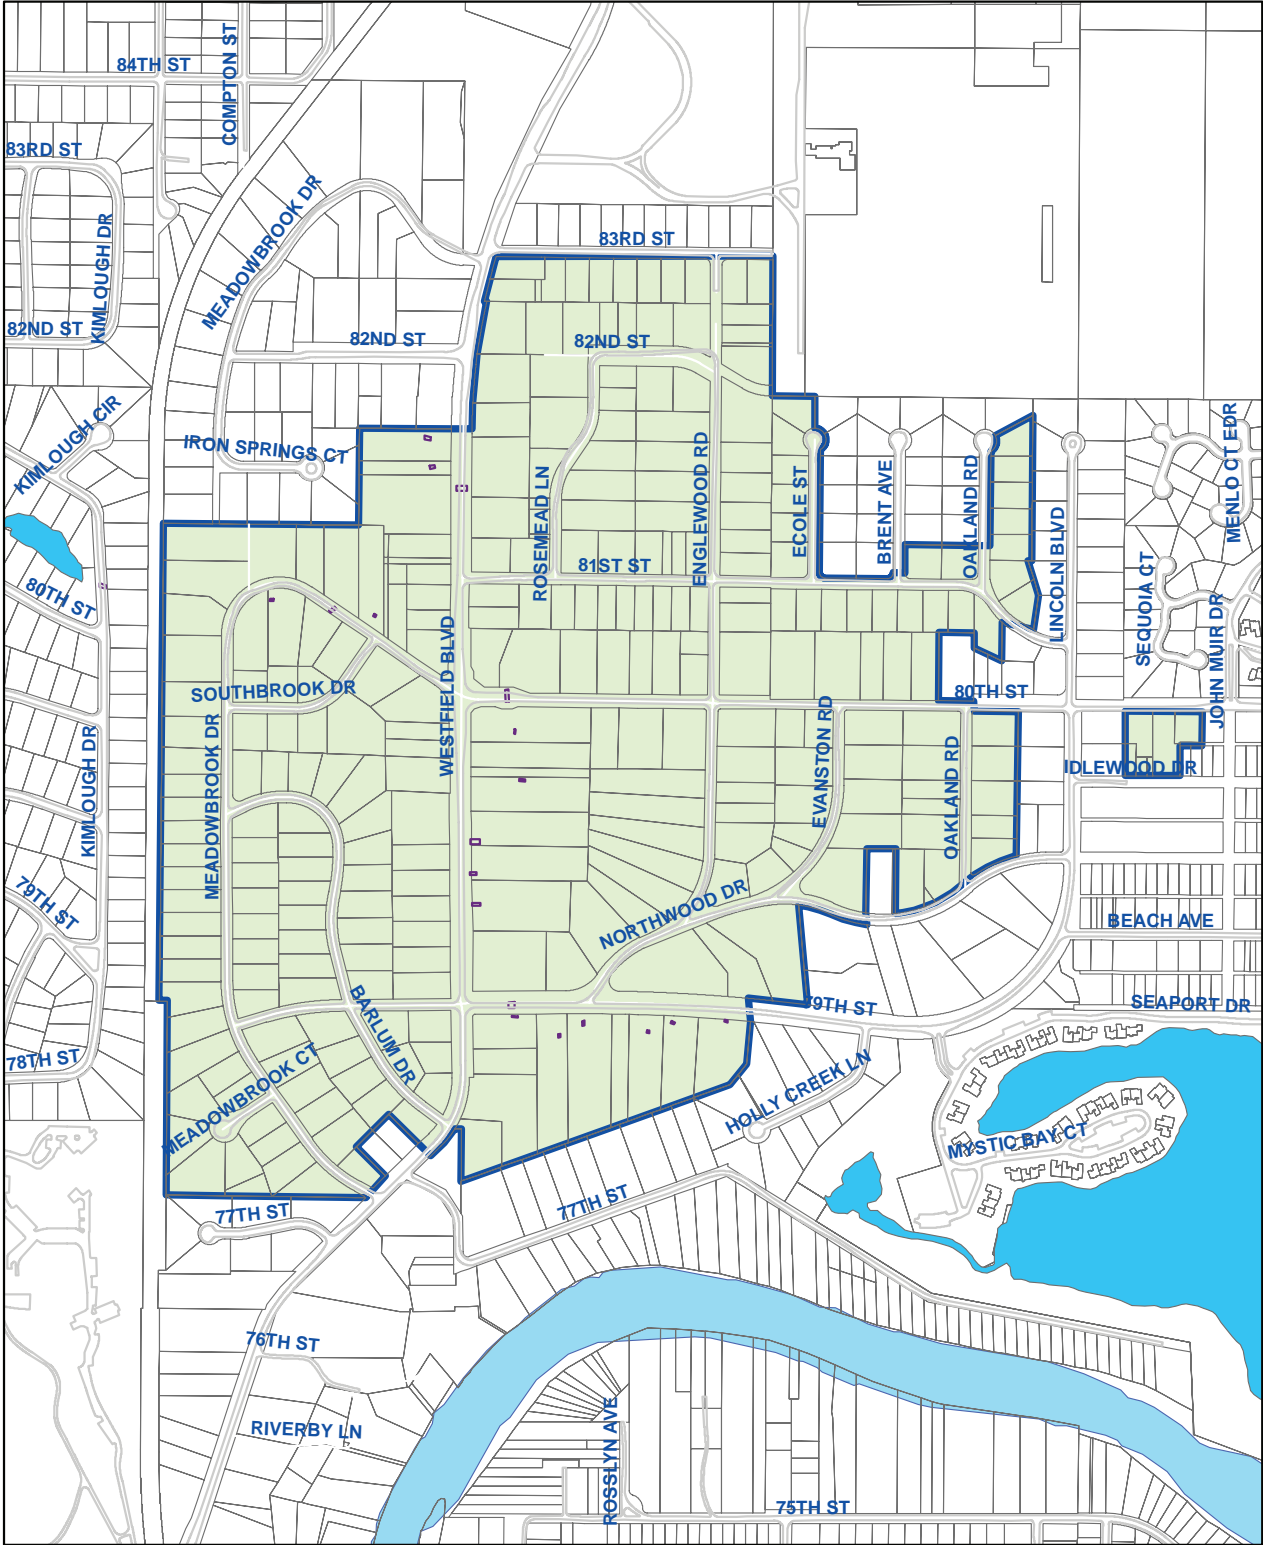 84TH ST
COMPTON ST
83RD ST
KIMLOUGH DR
MEADOWBROOK DR
83RD ST
82ND ST
82ND ST
82ND ST
KIMLOUGH CIR
IRON SPRINGS CT
ROSEMEAD LN
ENGLEWOOD RD
ECOLE ST
BRENT AVE
OAKLAND RD
LINCOLN BLVD
MENLO CT EDR
80TH ST
81ST ST
SEQUOIA CT
JOHN MUIR DR
SOUTHBROOK DR
WESTFIELD BLVD
80TH ST
KIMLOUGH DR
MEADOWBROOK DR
EVANSTON RD
OAKLAND RD
IDLEWOOD DR
79TH ST
NORTHWOOD DR
BEACH AVE
BARLUM DR
79TH ST
SEAPORT DR
78TH ST
MEADOWBROOK CT
HOLLY CREEK LN
MYSTIC BAY CT
77TH ST
77TH ST
76TH ST
RIVERBY LN
ROSSLYN AVE
75TH ST